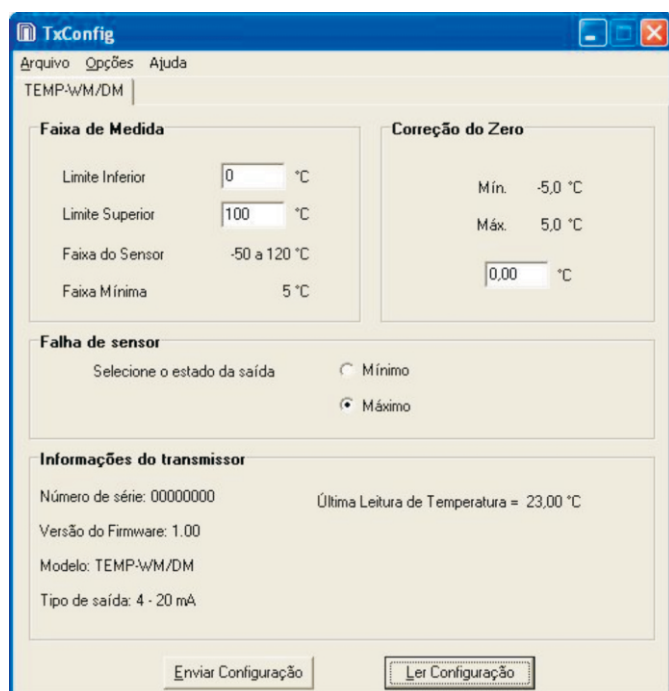 TxConfig
Arquivo Opções Ajuda
TEMP-WM/DM
Faixa de Medida
Limite Inferior 0 °C
Limite Superior 100 °C
Faixa do Sensor -50 a 120 °C
Faixa Mínima 5 °C
Correção do Zero
Mín. -5,0 °C
Máx. 5,0 °C
0,00 °C
Falha de sensor
Selecione o estado da saída
Mínimo
Máximo
Informações do transmissor
Número de série: 00000000
Última Leitura de Temperatura = 23,00 °C
Versão do Firmware: 1.00
Modelo: TEMP-WM/DM
Tipo de saída: 4 - 20 mA
Enviar Configuração Ler Configuração